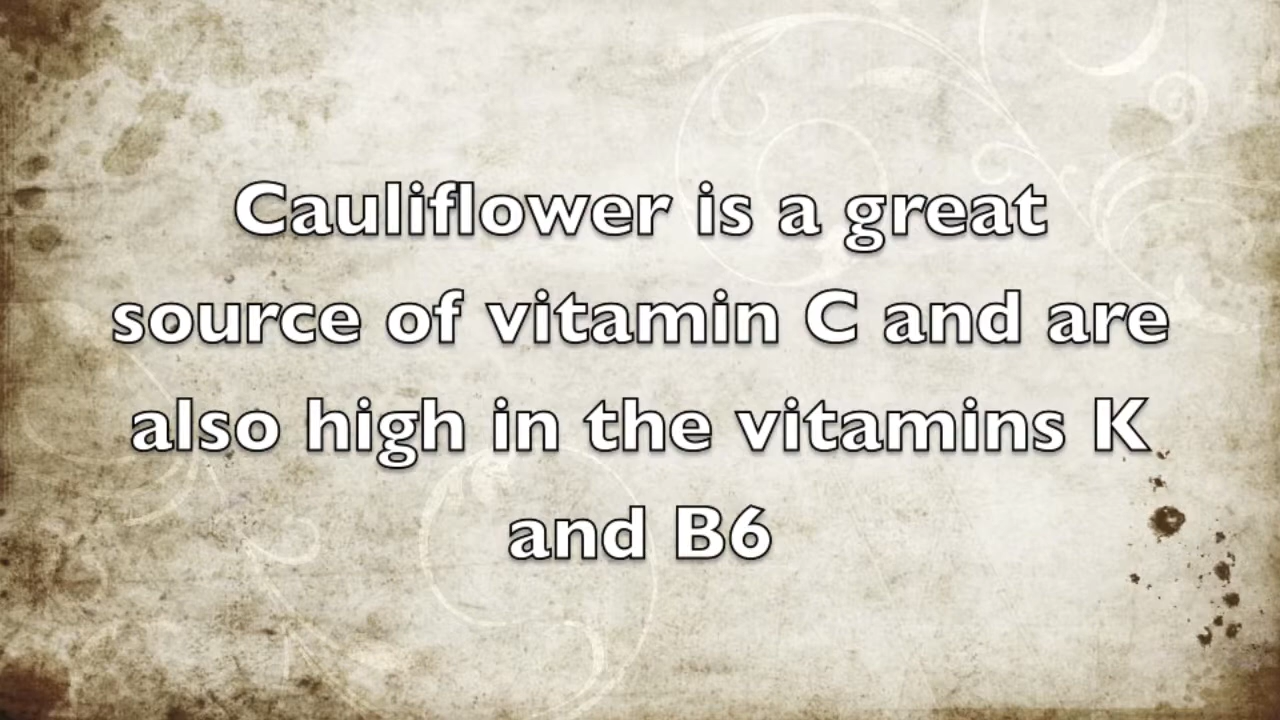 Cauliflower is a great
source of vitamin C and are
also high in the vitamins K
and B6